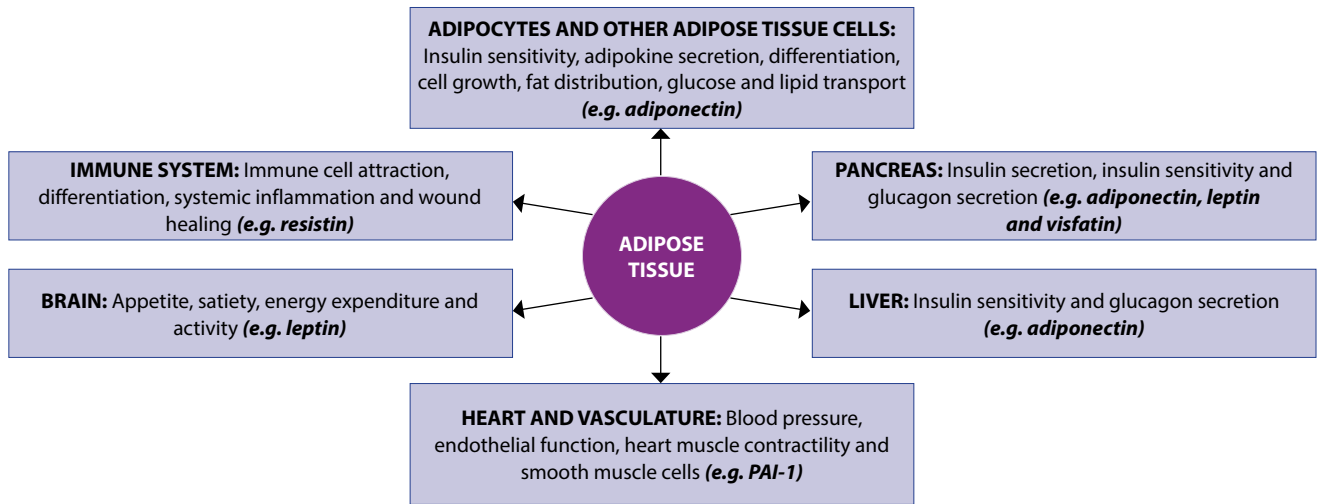 ADIPOCYTES AND OTHER ADIPOSE TISSUE CELLS:
Insulin sensitivity, adipokine secretion, differentiation,
cell growth, fat distribution, glucose and lipid transport
(e.g. adiponectin)
IMMUNE SYSTEM: Immune cell attraction,
differentiation, systemic inflammation and wound
healing (e.g. resistin)
PANCREAS: Insulin secretion, insulin sensitivity and
glucagon secretion (e.g. adiponectin, leptin
and visfatin)
ADIPOSE
TISSUE
BRAIN: Appetite, satiety, energy expenditure and
activity (e.g. leptin)
LIVER: Insulin sensitivity and glucagon secretion
(e.g. adiponectin)
HEART AND VASCULATURE: Blood pressure,
endothelial function, heart muscle contractility and
smooth muscle cells (e.g. PAI-1)